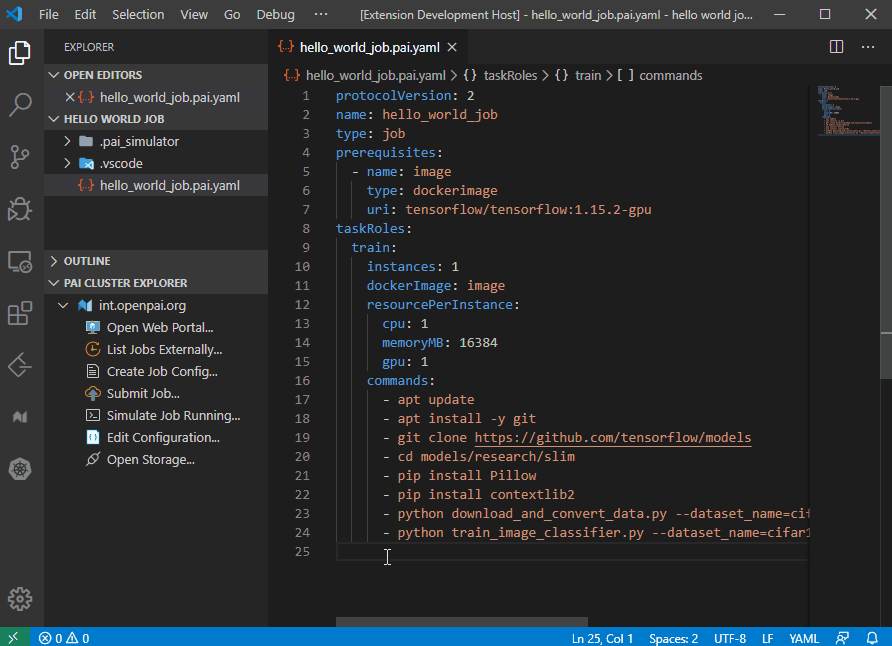 File Edit Selection View Go Debug ··· [Extension Development Host] - hello_world_job.pai.yaml - hello world jo...
EXPLORER
OPEN EDITORS
hello_world_job.pai.yaml
HELLO WORLD JOB
.pai_simulator
.vscode
hello_world_job.pai.yaml
OUTLINE
PAI CLUSTER EXPLORER
int.openpai.org
Open Web Portal...
List Jobs Externally...
Create Job Config...
Submit Job...
Simulate Job Running...
Edit Configuration...
Open Storage...
{..} hello_world_job.pai.yaml
{..} hello_world_job.pai.yaml > {} taskRoles > {} train > [ ] commands
1 protocolVersion: 2
2 name: hello_world_job
3 type: job
4 prerequisites:
5 - name: image
6 type: dockerimage
7 uri: tensorflow/tensorflow:1.15.2-gpu
8 taskRoles:
9 train:
10 instances: 1
11 dockerImage: image
12 resourcePerInstance:
13 cpu: 1
14 memoryMB: 16384
15 gpu: 1
16 commands:
17 - apt update
18 - apt install -y git
19 - git clone https://github.com/tensorflow/models
20 - cd models/research/slim
21 - pip install Pillow
22 - pip install contextlib2
23 - python download_and_convert_data.py --dataset_name=cif
24 - python train_image_classifier.py --dataset_name=cifar1
25
0 0 Ln 25, Col 1 Spaces: 2 UTF-8 LF YAML